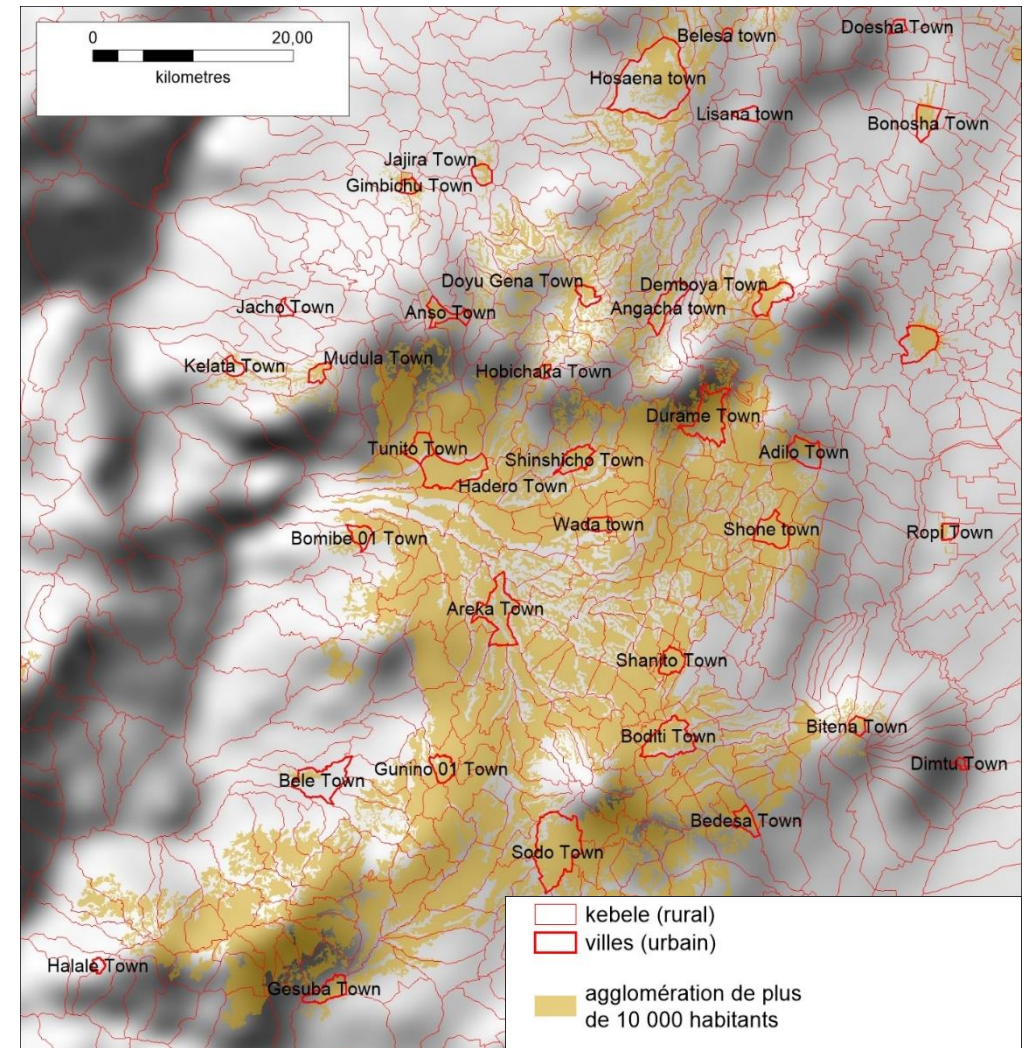 0 20,00
kilometres
Belesa town
Doesha Town
Hosaena town
Lisana town
Bonosha Town
Jajira Town
Gimbichu Town
Doyu Gena Town
Demboya Town
Jacho Town
Anso Town
Angacha town
Kelata Town
Mudula Town
Hobichaka Town
Durame Town
Tunito Town
Shinshicho Town
Adilo Town
Hadero Town
Wada town
Shone town
Ropi Town
Bomibe 01 Town
Areka Town
Shanito Town
Boditi Town
Bitena Town
Gunino 01 Town
Bele Town
Dimtu Town
Bedesa Town
Sodo Town
Halale Town
Gesuba Town
kebele (rural)
villes (urbain)
agglomération de plus
de 10 000 habitants